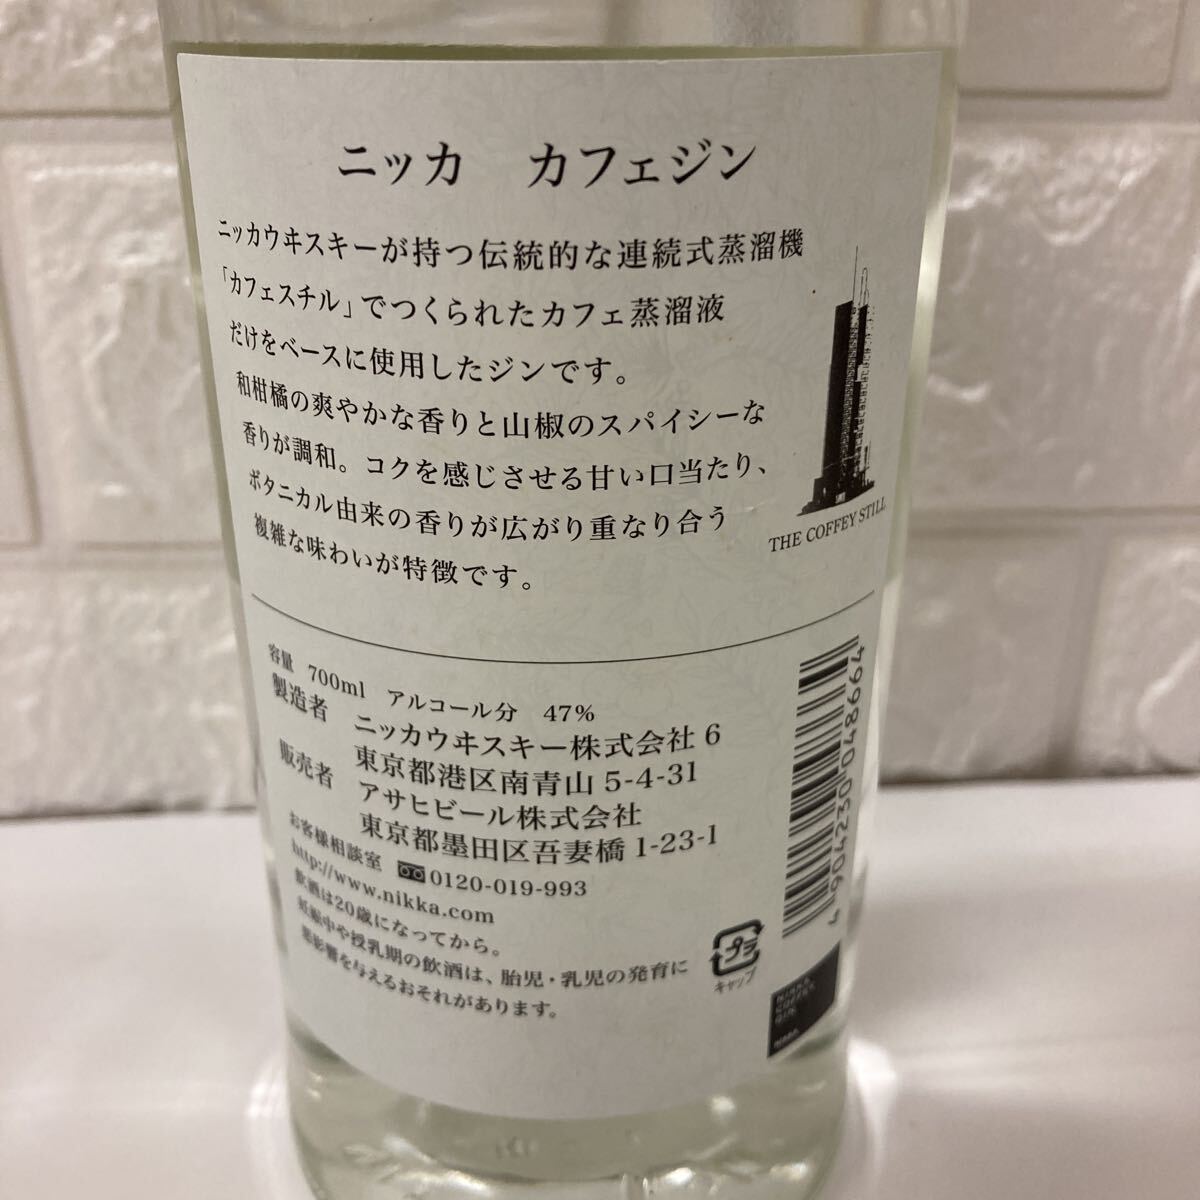 ニッカ　カフェジン
ニッカウヰスキーが持つ伝統的な連続式蒸溜機
「カフェスチル」でつくられたカフェ蒸溜液
だけをベースに使用したジンです。
和柑橘の爽やかな香りと山椒のスパイシーな
香りが調和。コクを感じさせる甘い口当たり、
ボタニカル由来の香りが広がり重なり合う
複雑な味わいが特徴です。
THE COFFEY STILL
容量　700ml　アルコール分　47%
製造者　ニッカウヰスキー株式会社 6
東京都港区南青山 5-4-31
販売者　アサヒビール株式会社
東京都墨田区吾妻橋 1-23-1
お客様相談室 0120-019-993
http://www.nikka.com
飲酒は20歳になってから。
妊娠中や授乳期の飲酒は、胎児・乳児の発育に
悪影響を与えるおそれがあります。
プラ
キャップ
4904230048664
NIKKA
COFFEY
GIN